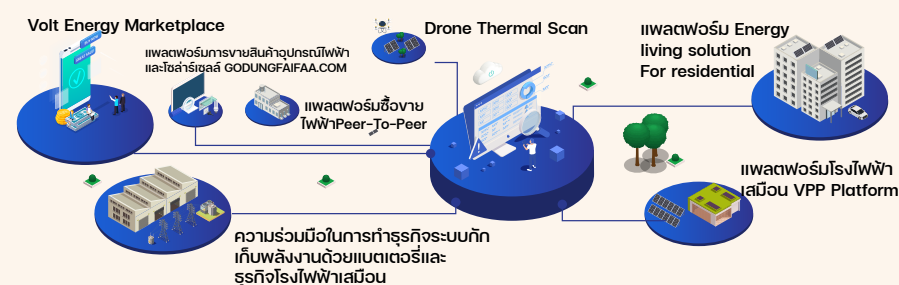 Volt Energy Marketplace
แพลตฟอร์มการขายสินค้าอุปกรณ์ไฟฟ้า
และโซล่าร์เซลล์ GODUNGFAIFAA.COM
แพลตฟอร์มซื้อขาย
ไฟฟ้าPeer-To-Peer
Drone Thermal Scan
แพลตฟอร์ม Energy
living solution
For residential
แพลตฟอร์มโรงไฟฟ้า
เสมือน VPP Platform
ความร่วมมือในการทำธุรกิจระบบกัก
เก็บพลังงานด้วยแบตเตอรี่และ
ธุรกิจโรงไฟฟ้าเสมือน